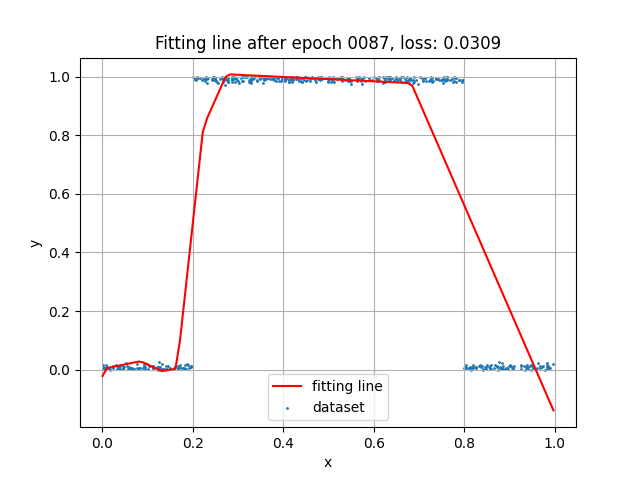 Fitting line after epoch 0087, loss: 0.0309
y
1.0
0.8
0.6
0.4
0.2
0.0
fitting line
dataset
0.0 0.2 0.4 0.6 0.8 1.0
x